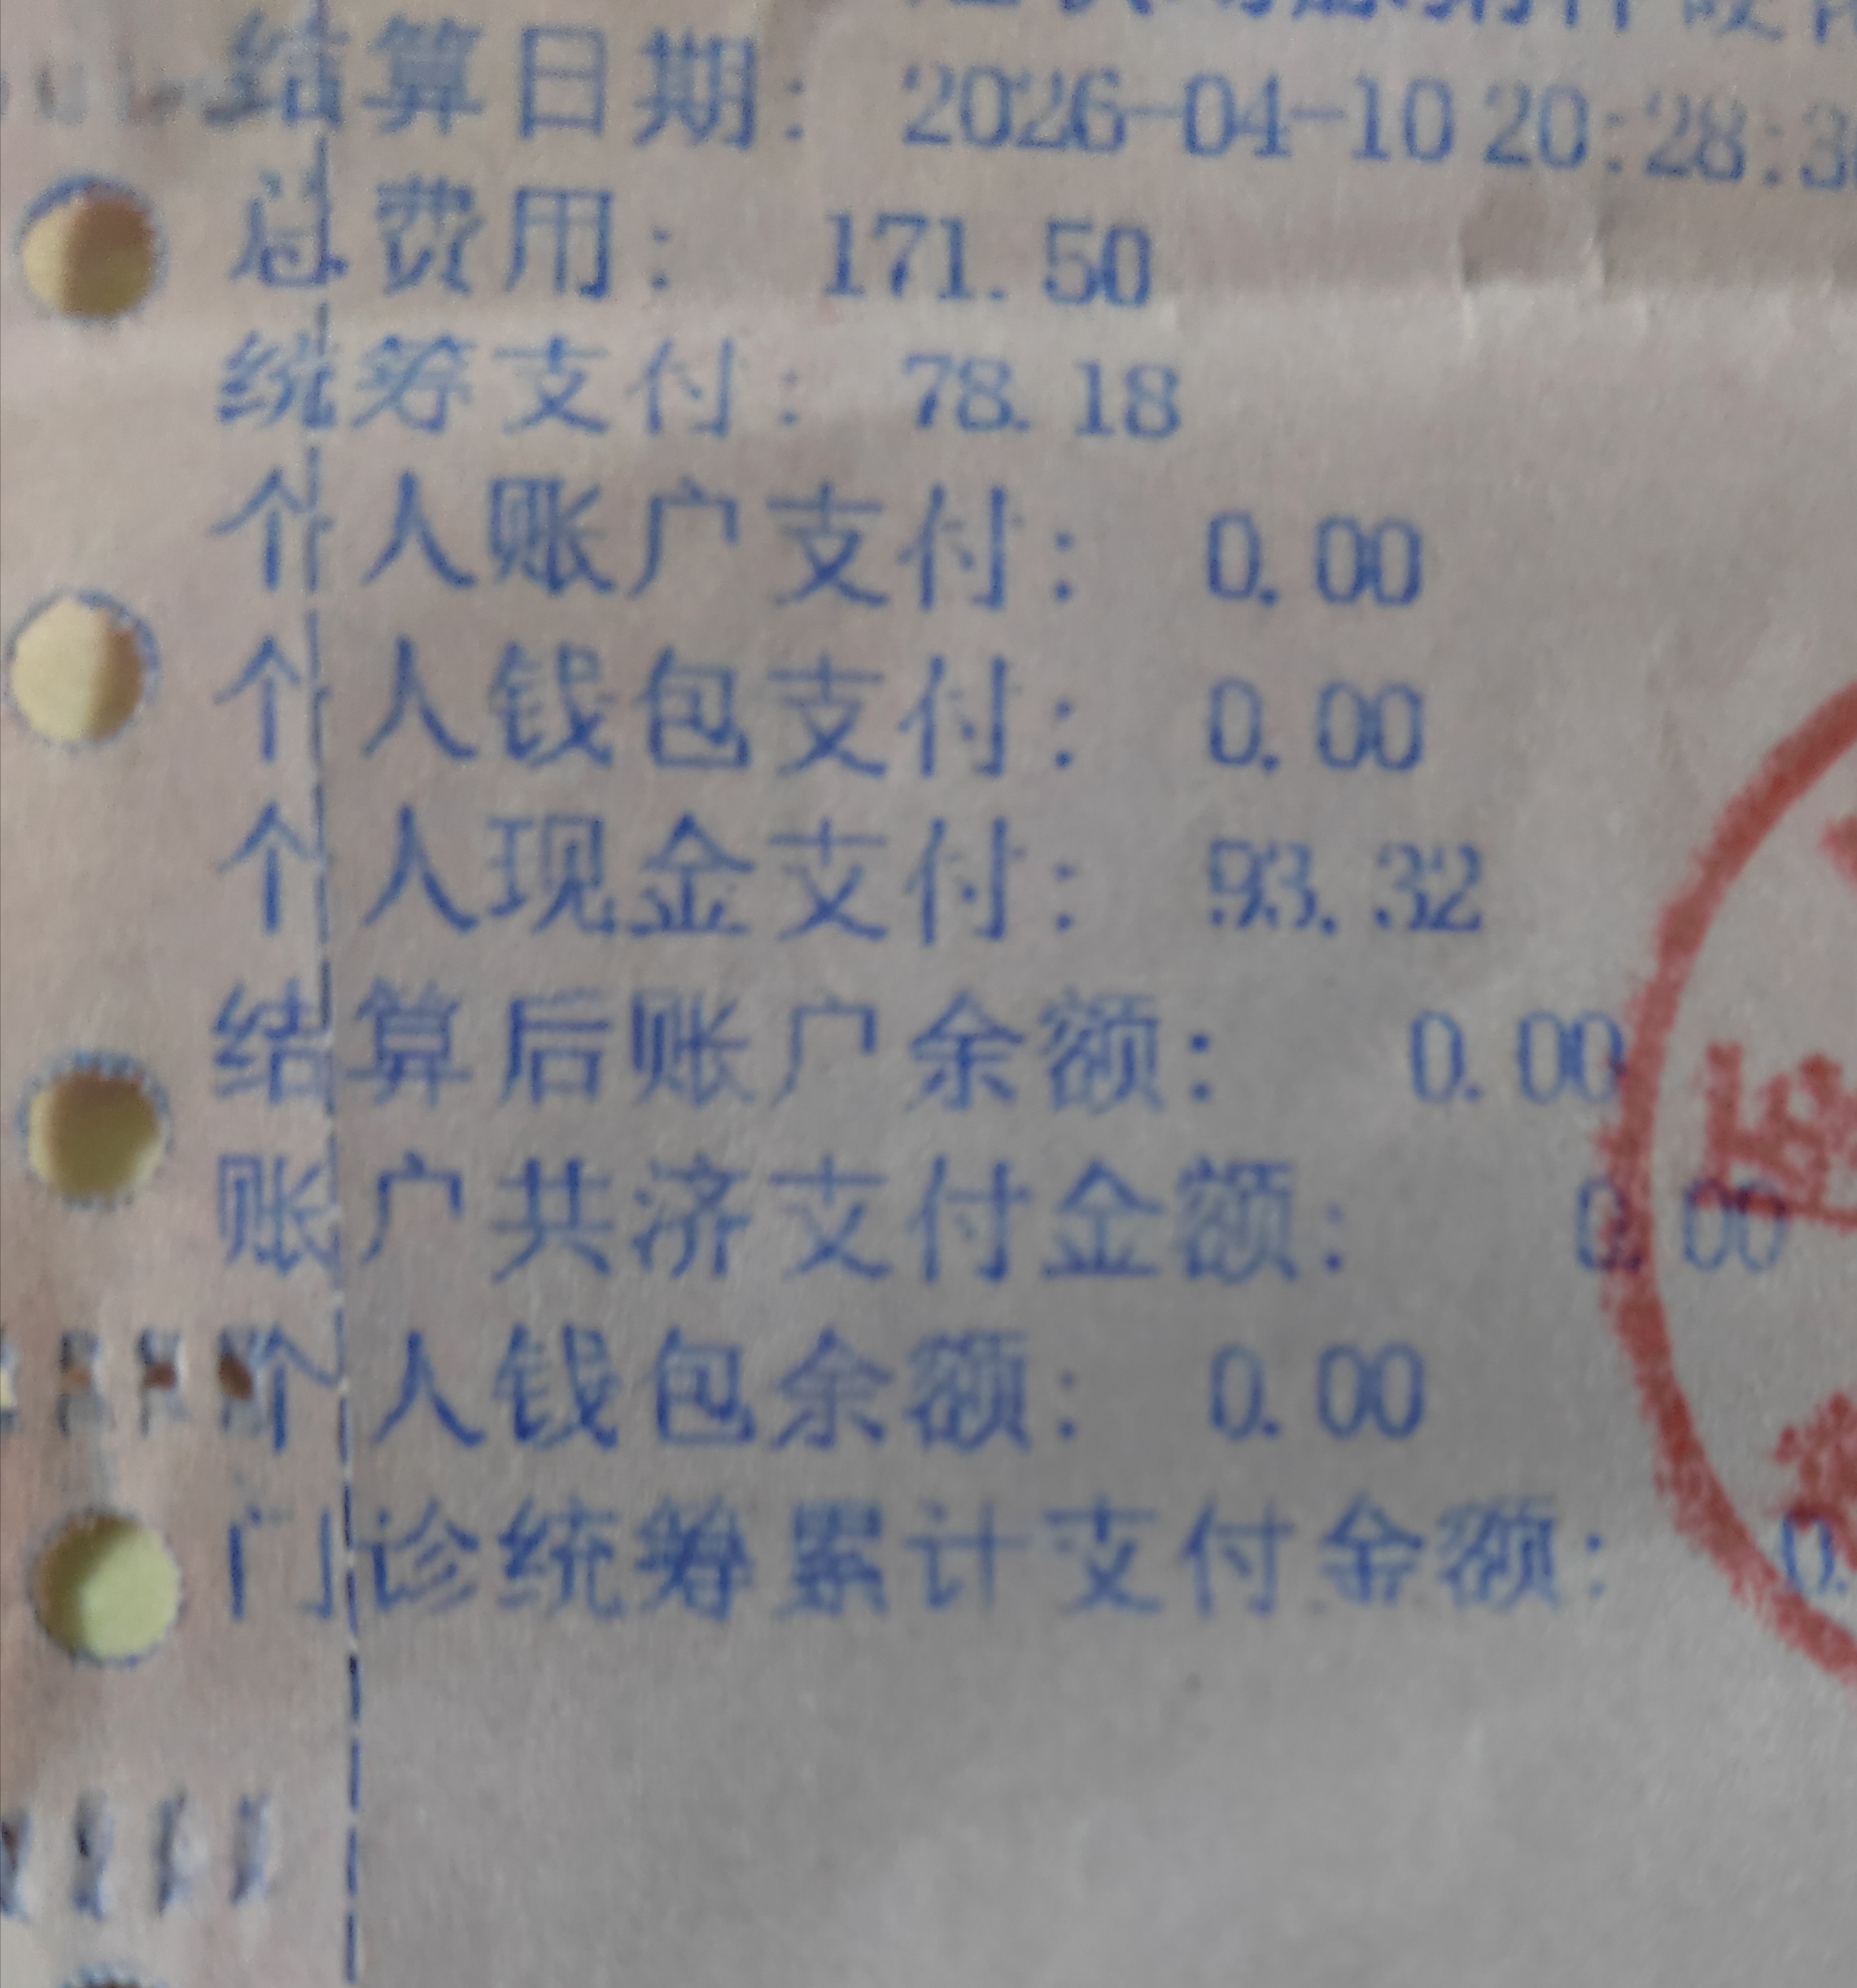 结算日期： 2026-04-10 20:28:3
总费用： 171.50
统筹支付： 78.18
个人账户支付： 0.00
个人钱包支付： 0.00
个人现金支付： 93.32
结算后账户余额： 0.00
账户共济支付金额： 0.00
个人钱包余额： 0.00
门诊统筹累计支付金额： 0.